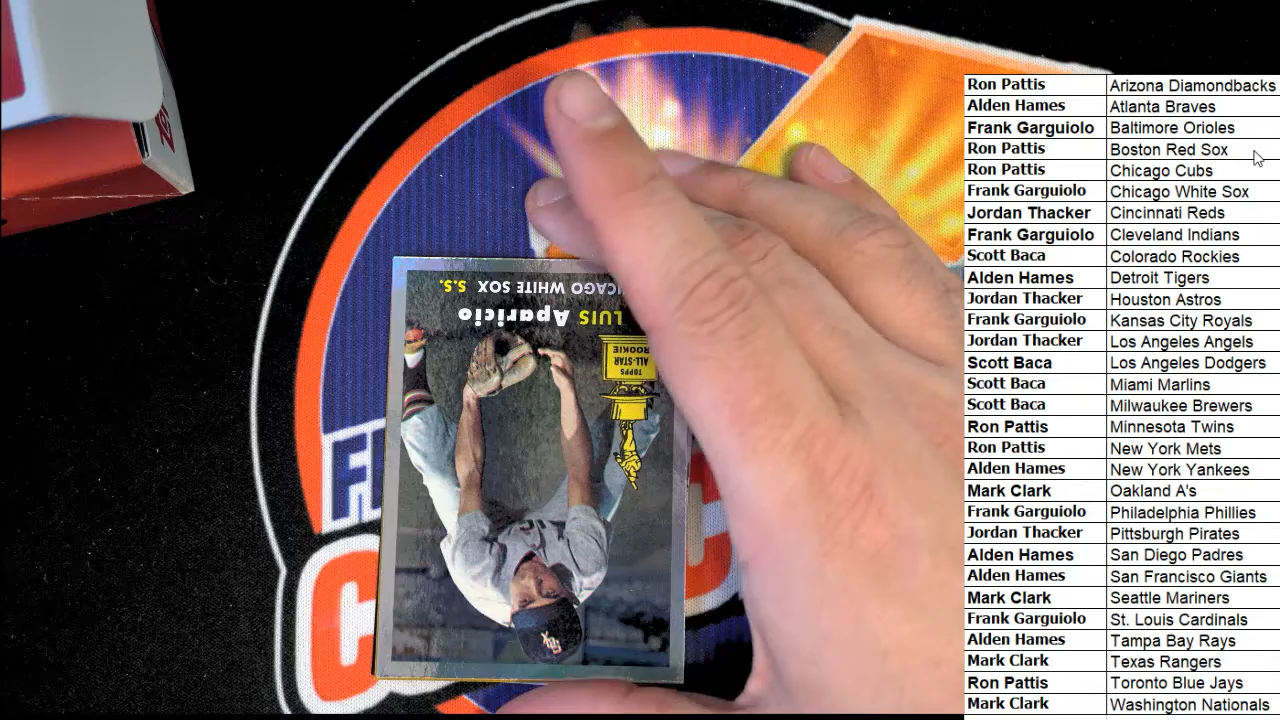 CHICAGO WHITE SOX S.S.
LUIS Aparicio
TOPPS
ALL-STAR
ROOKIE
SOX
Ron Pattis Arizona Diamondbacks
Alden Hames Atlanta Braves
Frank Garguiolo Baltimore Orioles
Ron Pattis Boston Red Sox
Ron Pattis Chicago Cubs
Frank Garguiolo Chicago White Sox
Jordan Thacker Cincinnati Reds
Frank Garguiolo Cleveland Indians
Scott Baca Colorado Rockies
Alden Hames Detroit Tigers
Jordan Thacker Houston Astros
Frank Garguiolo Kansas City Royals
Jordan Thacker Los Angeles Angels
Scott Baca Los Angeles Dodgers
Scott Baca Miami Marlins
Scott Baca Milwaukee Brewers
Ron Pattis Minnesota Twins
Ron Pattis New York Mets
Alden Hames New York Yankees
Mark Clark Oakland A's
Frank Garguiolo Philadelphia Phillies
Jordan Thacker Pittsburgh Pirates
Alden Hames San Diego Padres
Alden Hames San Francisco Giants
Mark Clark Seattle Mariners
Frank Garguiolo St. Louis Cardinals
Alden Hames Tampa Bay Rays
Mark Clark Texas Rangers
Ron Pattis Toronto Blue Jays
Mark Clark Washington Nationals